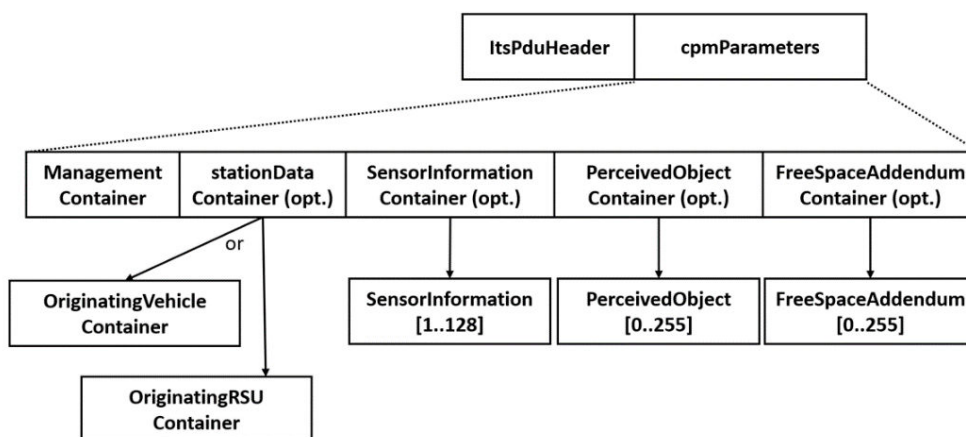 ItsPduHeader
cpmParameters
Management
Container
stationData
Container (opt.)
SensorInformation
Container (opt.)
PerceivedObject
Container (opt.)
FreeSpaceAddendum
Container (opt.)
or
OriginatingVehicle
Container
SensorInformation
[1..128]
PerceivedObject
[0..255]
FreeSpaceAddendum
[0..255]
OriginatingRSU
Container